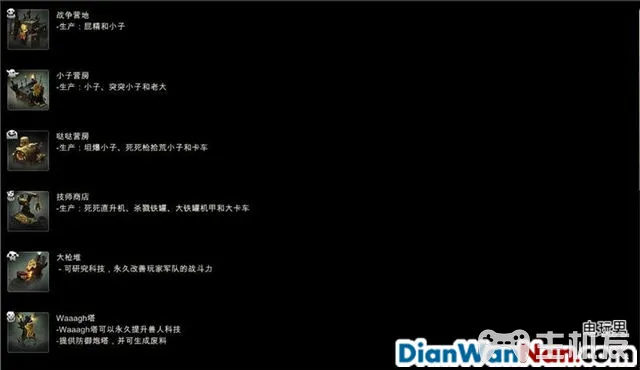 战争营地
-生产：屁精和小子
小子营房
-生产：小子、突突小子和老大
哒哒营房
-生产：坦爆小子、死死枪抢荒小子和卡车
技师商店
-生产：死死直升机、杀戮铁罐、大铁罐机甲和大卡车
大枪堆
- 可研究科技，永久改善玩家军队的战斗力
Waaagh塔
-Waaagh塔可以永久提升兽人科技
-提供防御炮塔，并可生成废料
电玩男
主机爱
DianWanNan.com